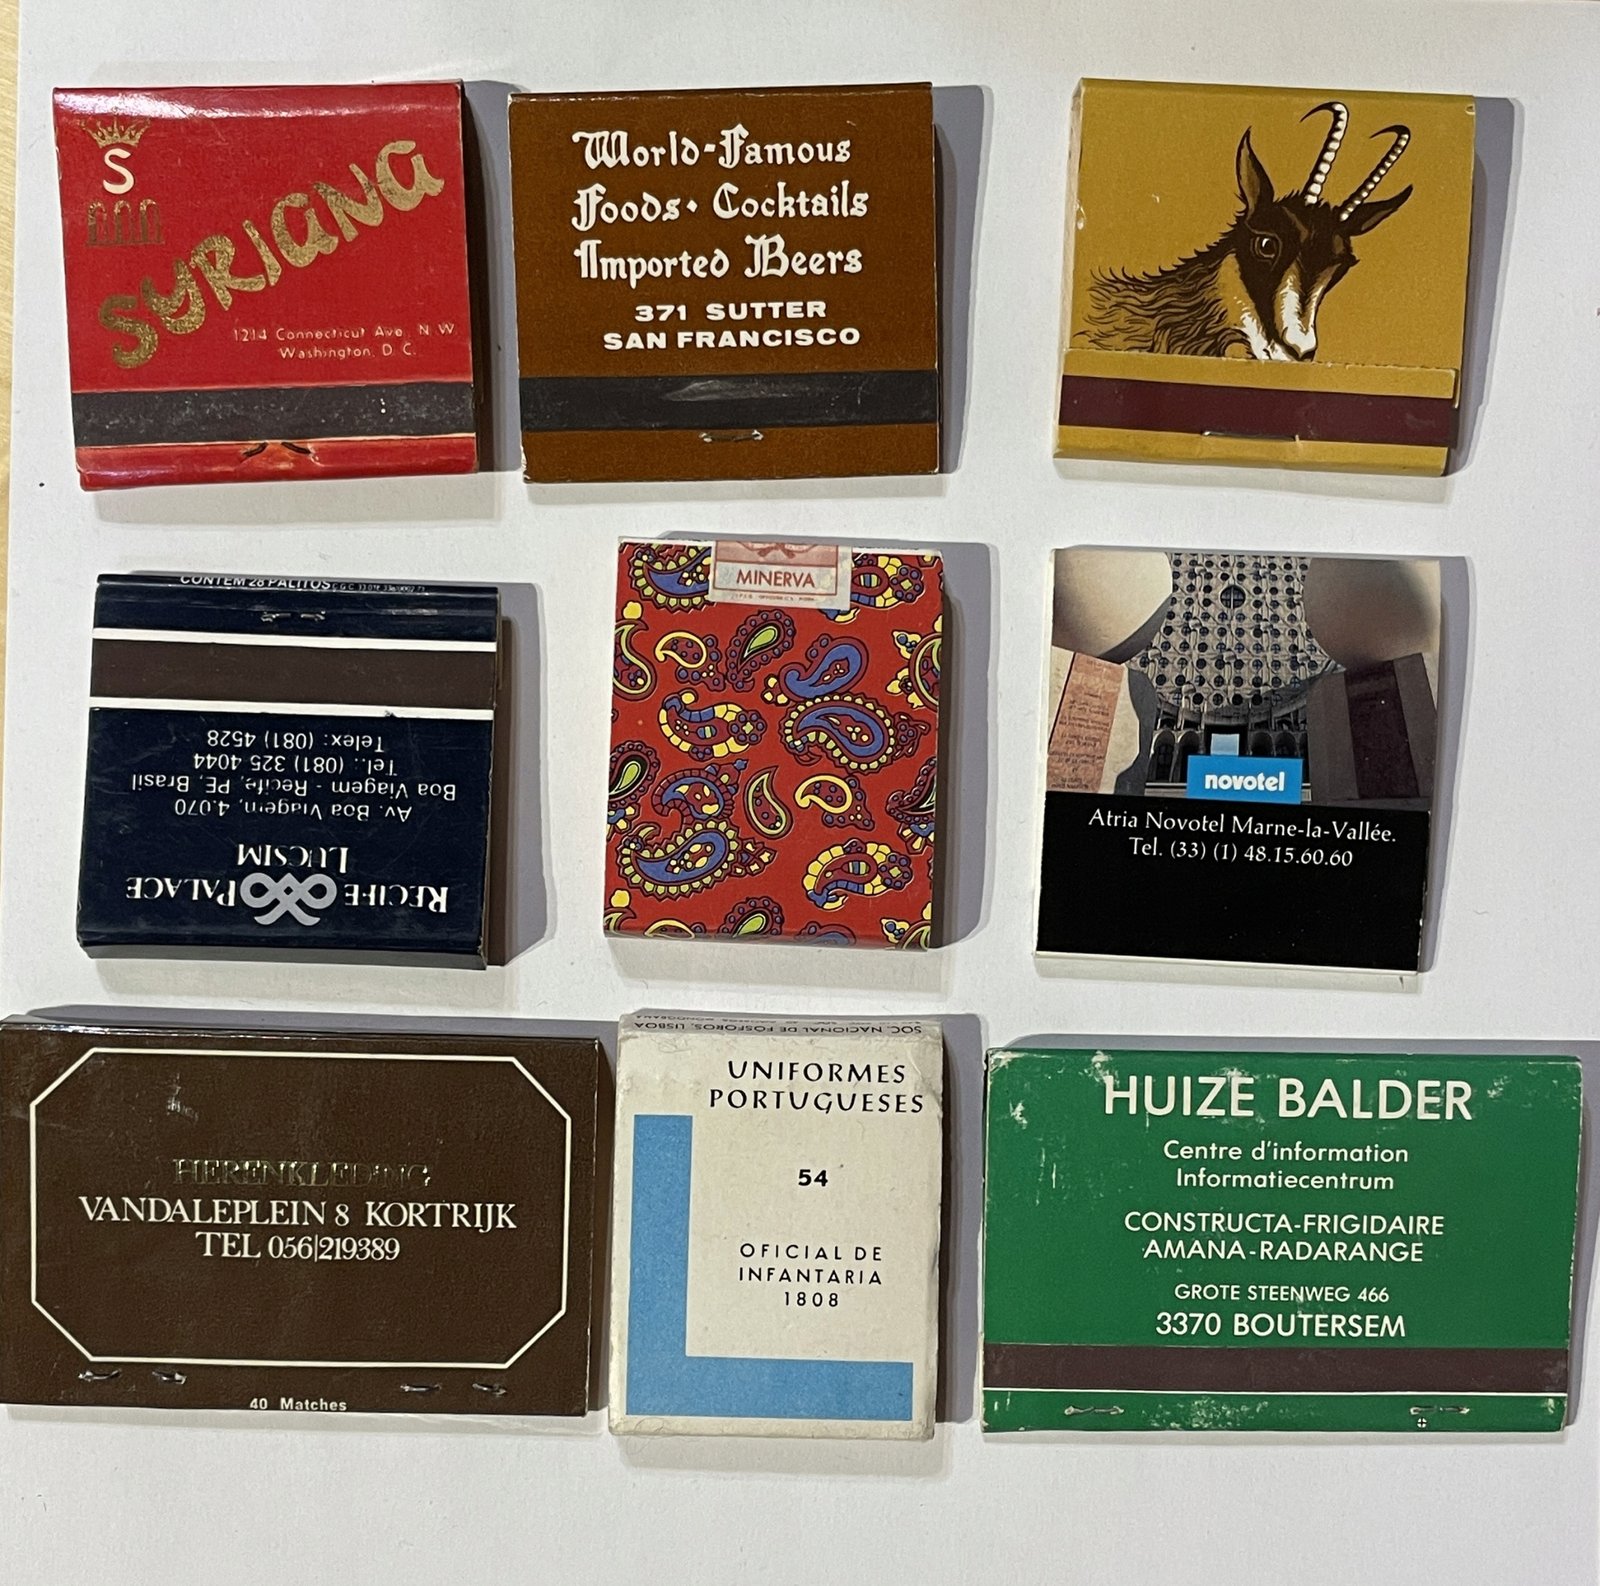 S
SYRIANA
1214 Connecticut Ave. N.W.
Washington, D.C.
World-Famous
Foods • Cocktails
Imported Beers
371 SUTTER
SAN FRANCISCO
CONTÉM 28 PALITOS
RECIFE PALACE
LUCSIM
Av. Boa Viagem, 4.070
Boa Viagem - Recife, PE, Brasil
Tel.: (081) 325 4044
Telex: (081) 4528
MINERVA
novotel
Atria Novotel Marne-la-Vallée.
Tel. (33) (1) 48.15.60.60
HERENKLEDING
VANDALEPLEIN 8 KORTRIJK
TEL 056|219389
40 Matches
SOC. NACIONAL DE FÓSFOROS, LISBOA
UNIFORMES
PORTUGUESES
54
OFICIAL DE
INFANTARIA
1808
HUIZE BALDER
Centre d'information
Informatiecentrum
CONSTRUCTA-FRIGIDAIRE
AMANA-RADARANGE
GROTE STEENWEG 466
3370 BOUTERSEM